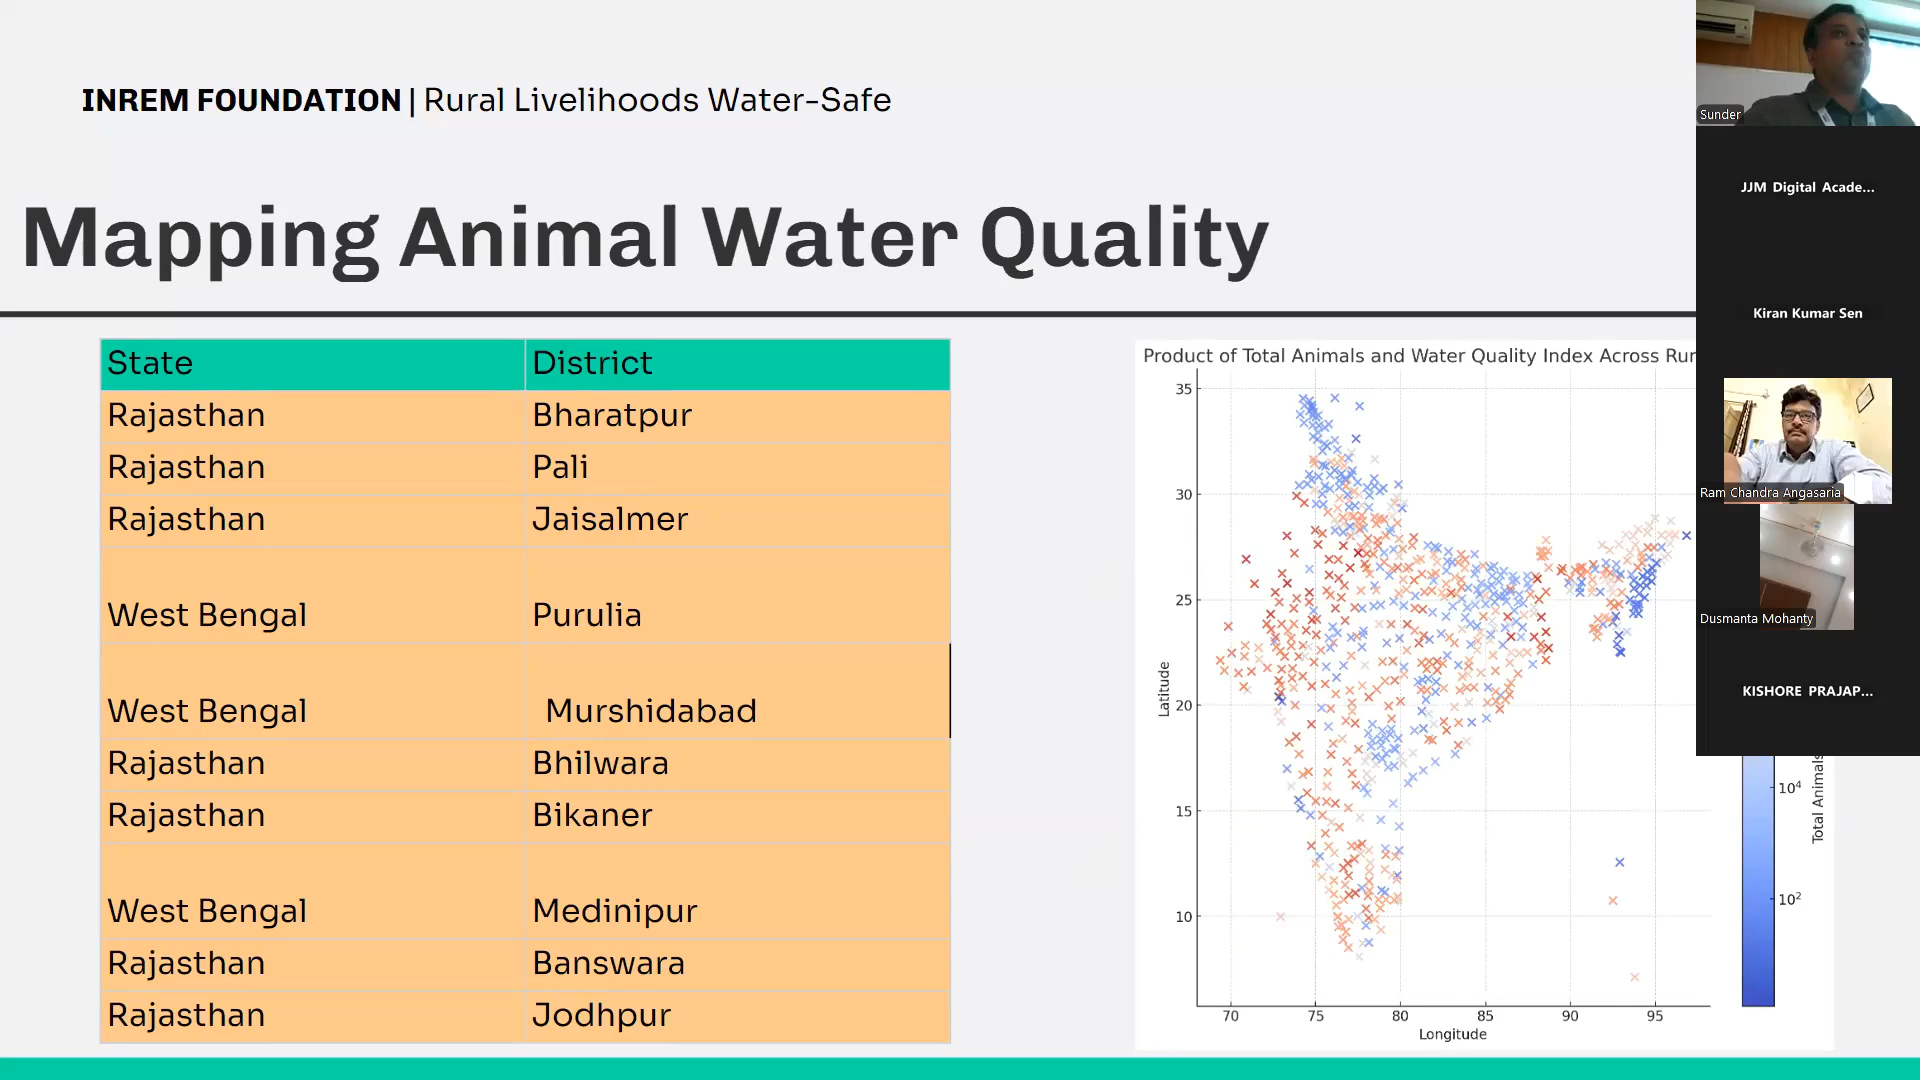 INREM FOUNDATION | Rural Livelihoods Water-Safe
Mapping Animal Water Quality
State District
Rajasthan Bharatpur
Rajasthan Pali
Rajasthan Jaisalmer
West Bengal Purulia
West Bengal Murshidabad
Rajasthan Bhilwara
Rajasthan Bikaner
West Bengal Medinipur
Rajasthan Banswara
Rajasthan Jodhpur
Product of Total Animals and Water Quality Index Across Rur
35
30
25
20
15
10
Latitude
70 75 80 85 90 95
Longitude
10⁴
10²
Total Animals
Sunder
JJM Digital Acade...
Kiran Kumar Sen
Ram Chandra Angasaria
Dusmanta Mohanty
KISHORE PRAJAP...